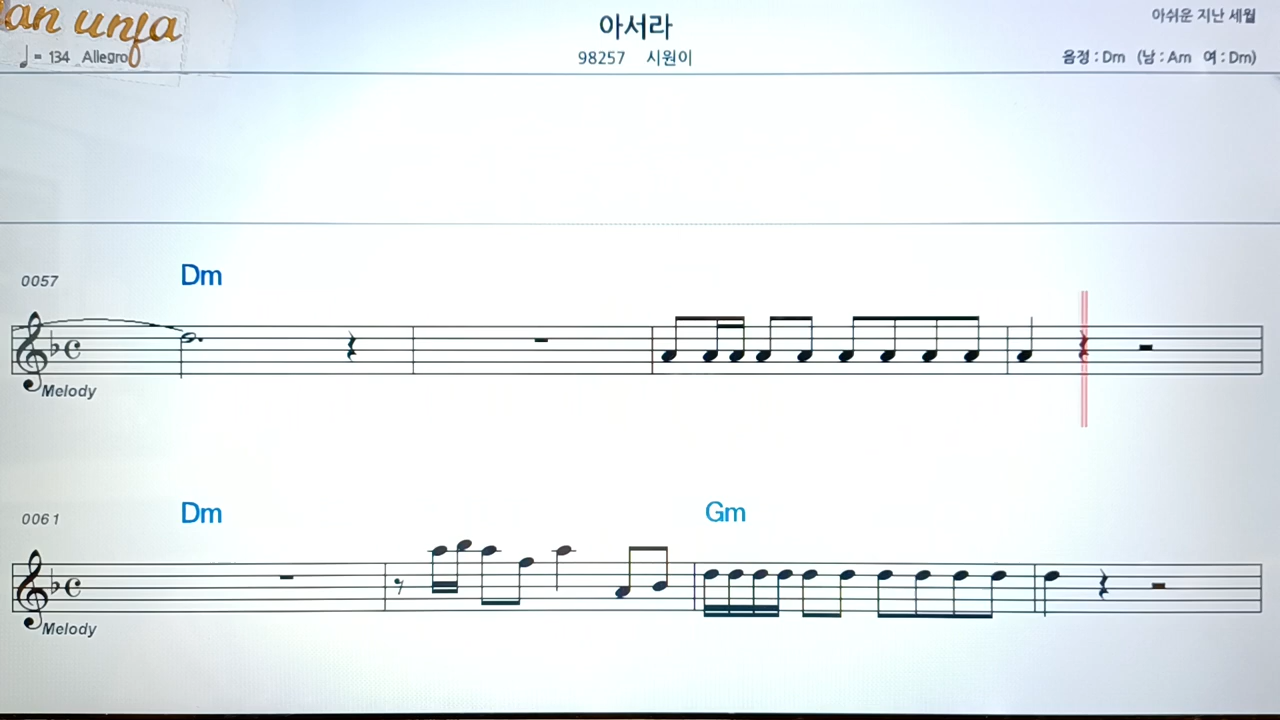 an unfa
아서라
아쉬운 지난 세월
♩ = 134 Allegro
98257 시원이
음정 : Dm (남 : Am 여 : Dm)
0057
Dm
Melody
0061
Dm
Gm
Melody